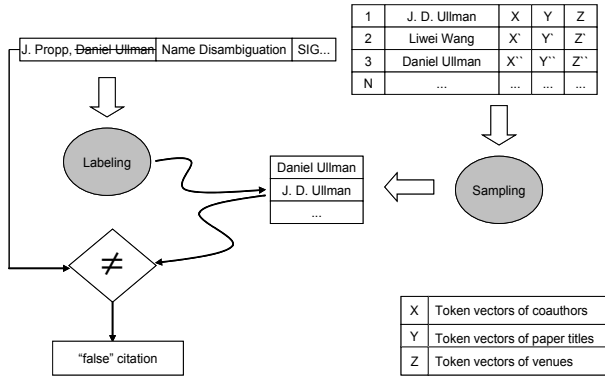 1 J. D. Ullman X Y Z
2 Liwei Wang X` Y` Z`
3 Daniel Ullman X`` Y`` Z``
N ... ... ... ...
J. Propp, Daniel Ullman Name Disambiguation SIG...
Labeling
Sampling
Daniel Ullman
J. D. Ullman
...
≠
"false" citation
X Token vectors of coauthors
Y Token vectors of paper titles
Z Token vectors of venues